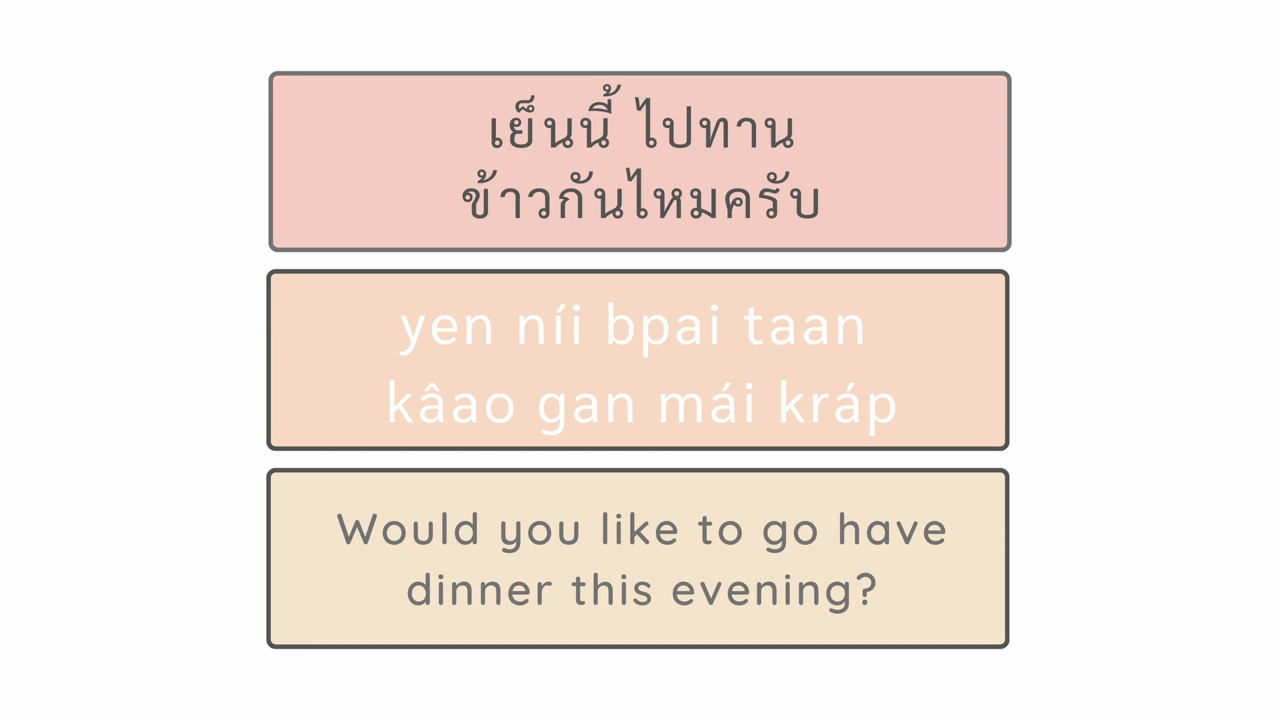 เย็นนี้ ไปทาน
ข้าวกันไหมครับ
yen níi bpai taan
kâao gan mái kráp
Would you like to go have
dinner this evening?